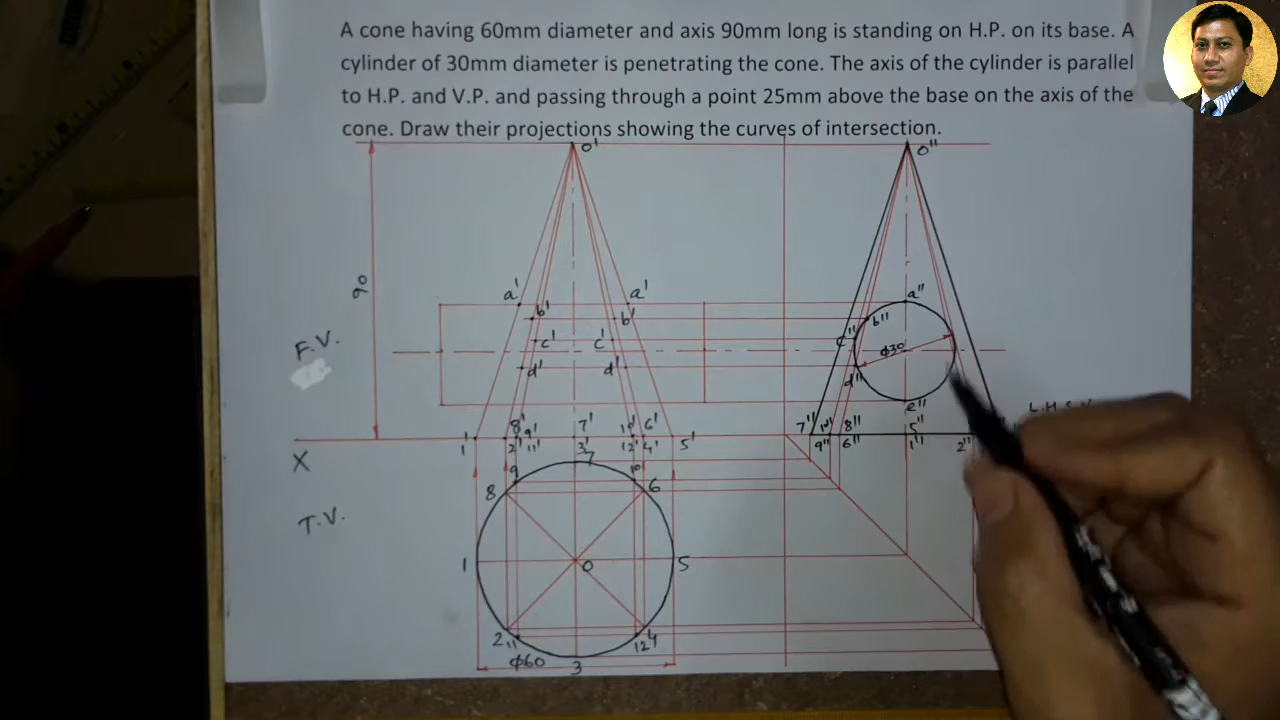 A cone having 60mm diameter and axis 90mm long is standing on H.P. on its base. A
cylinder of 30mm diameter is penetrating the cone. The axis of the cylinder is parallel
to H.P. and V.P. and passing through a point 25mm above the base on the axis of the
cone. Draw their projections showing the curves of intersection.
o' o"
90
a' a' a"
b' b' b"
c' c' c"
φ30
d' d' d"
F.V.
e"
L.H.S.V.
8' 9' 7' 10' 6' 7" 8" 5"
1' 2' 11' 3' 12' 4' 5' 9" 6" 1" 2"
X
7
9 10
8 6
T.V.
1 O 5
2 11 12 4
φ60 3